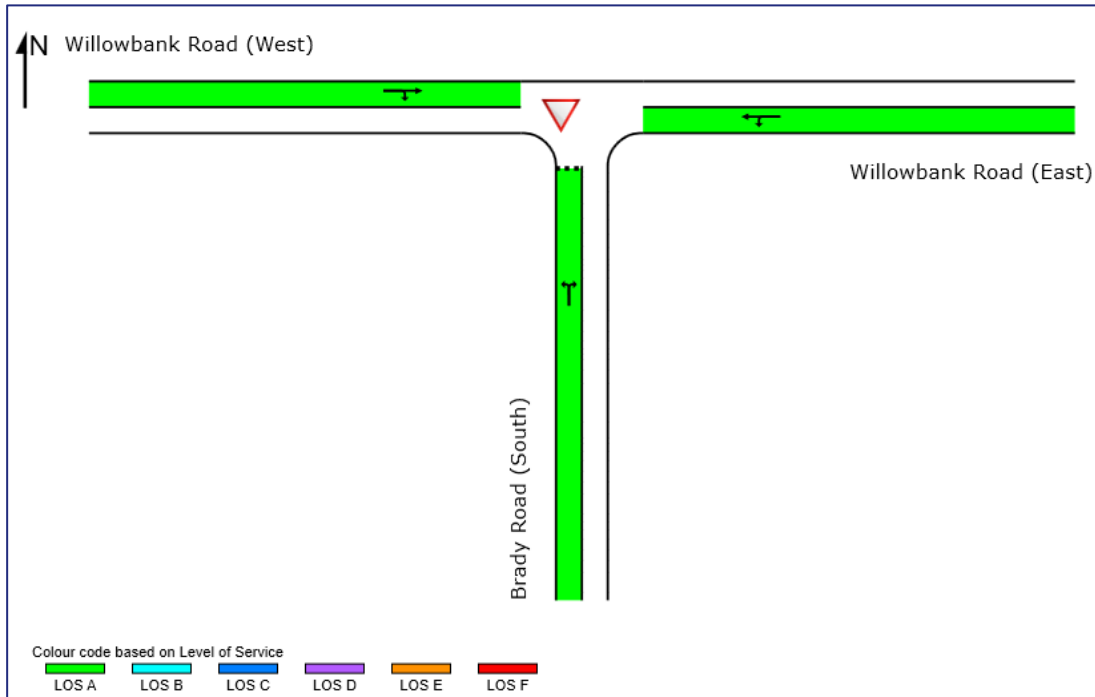 N
Willowbank Road (West)
Willowbank Road (East)
Brady Road (South)
Colour code based on Level of Service
LOS A LOS B LOS C LOS D LOS E LOS F